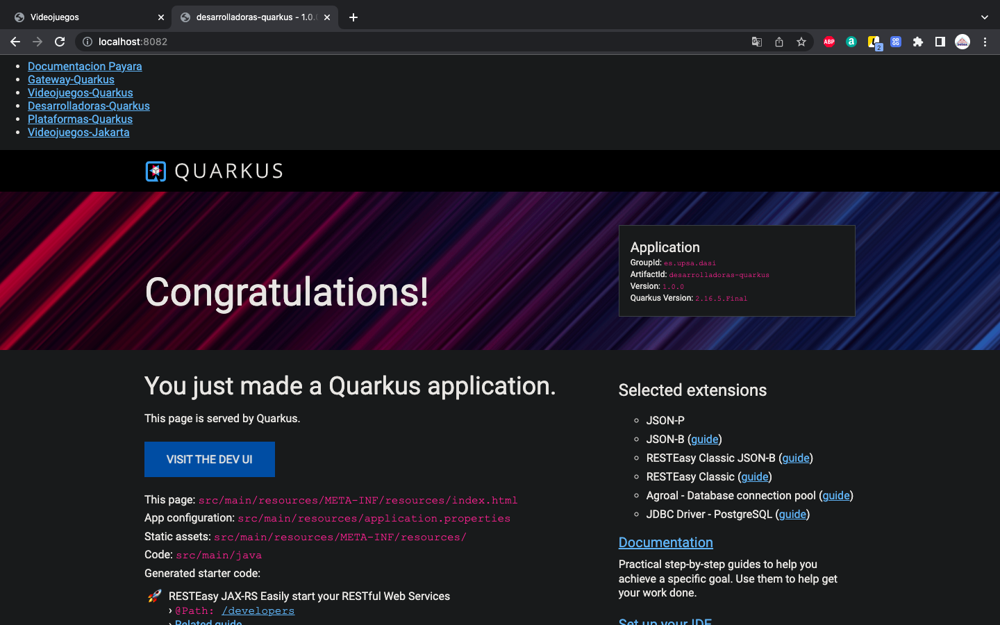 Videojuegos
desarrolladoras-quarkus - 1.0.0
localhost:8082
ABP
a
L
2
Documentacion Payara
Gateway-Quarkus
Videojuegos-Quarkus
Desarrolladoras-Quarkus
Plataformas-Quarkus
Videojuegos-Jakarta
QUARKUS
Congratulations!
Application
GroupId: es.upsa.dasi
ArtifactId: desarrolladoras-quarkus
Version: 1.0.0
Quarkus Version: 2.16.5.Final
You just made a Quarkus application.
This page is served by Quarkus.
VISIT THE DEV UI
This page: src/main/resources/META-INF/resources/index.html
App configuration: src/main/resources/application.properties
Static assets: src/main/resources/META-INF/resources/
Code: src/main/java
Generated starter code:
🚀 RESTEasy JAX-RS Easily start your RESTful Web Services
› @Path: /developers
› Related guide
Selected extensions
JSON-P
JSON-B (guide)
RESTEasy Classic JSON-B (guide)
RESTEasy Classic (guide)
Agroal - Database connection pool (guide)
JDBC Driver - PostgreSQL (guide)
Documentation
Practical step-by-step guides to help you
achieve a specific goal. Use them to help get
your work done.
Set up your IDE